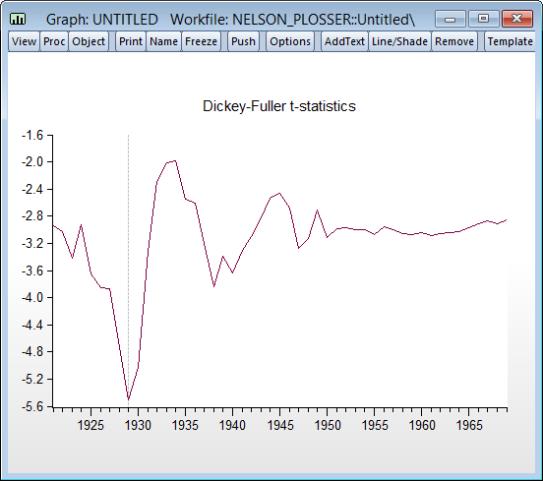 Graph: UNTITLED Workfile: NELSON_PLOSSER::Untitled\
View Proc Object Print Name Freeze Push Options AddText Line/Shade Remove Template
Dickey-Fuller t-statistics
-1.6
-2.0
-2.4
-2.8
-3.2
-3.6
-4.0
-4.4
-4.8
-5.2
-5.6
1925 1930 1935 1940 1945 1950 1955 1960 1965